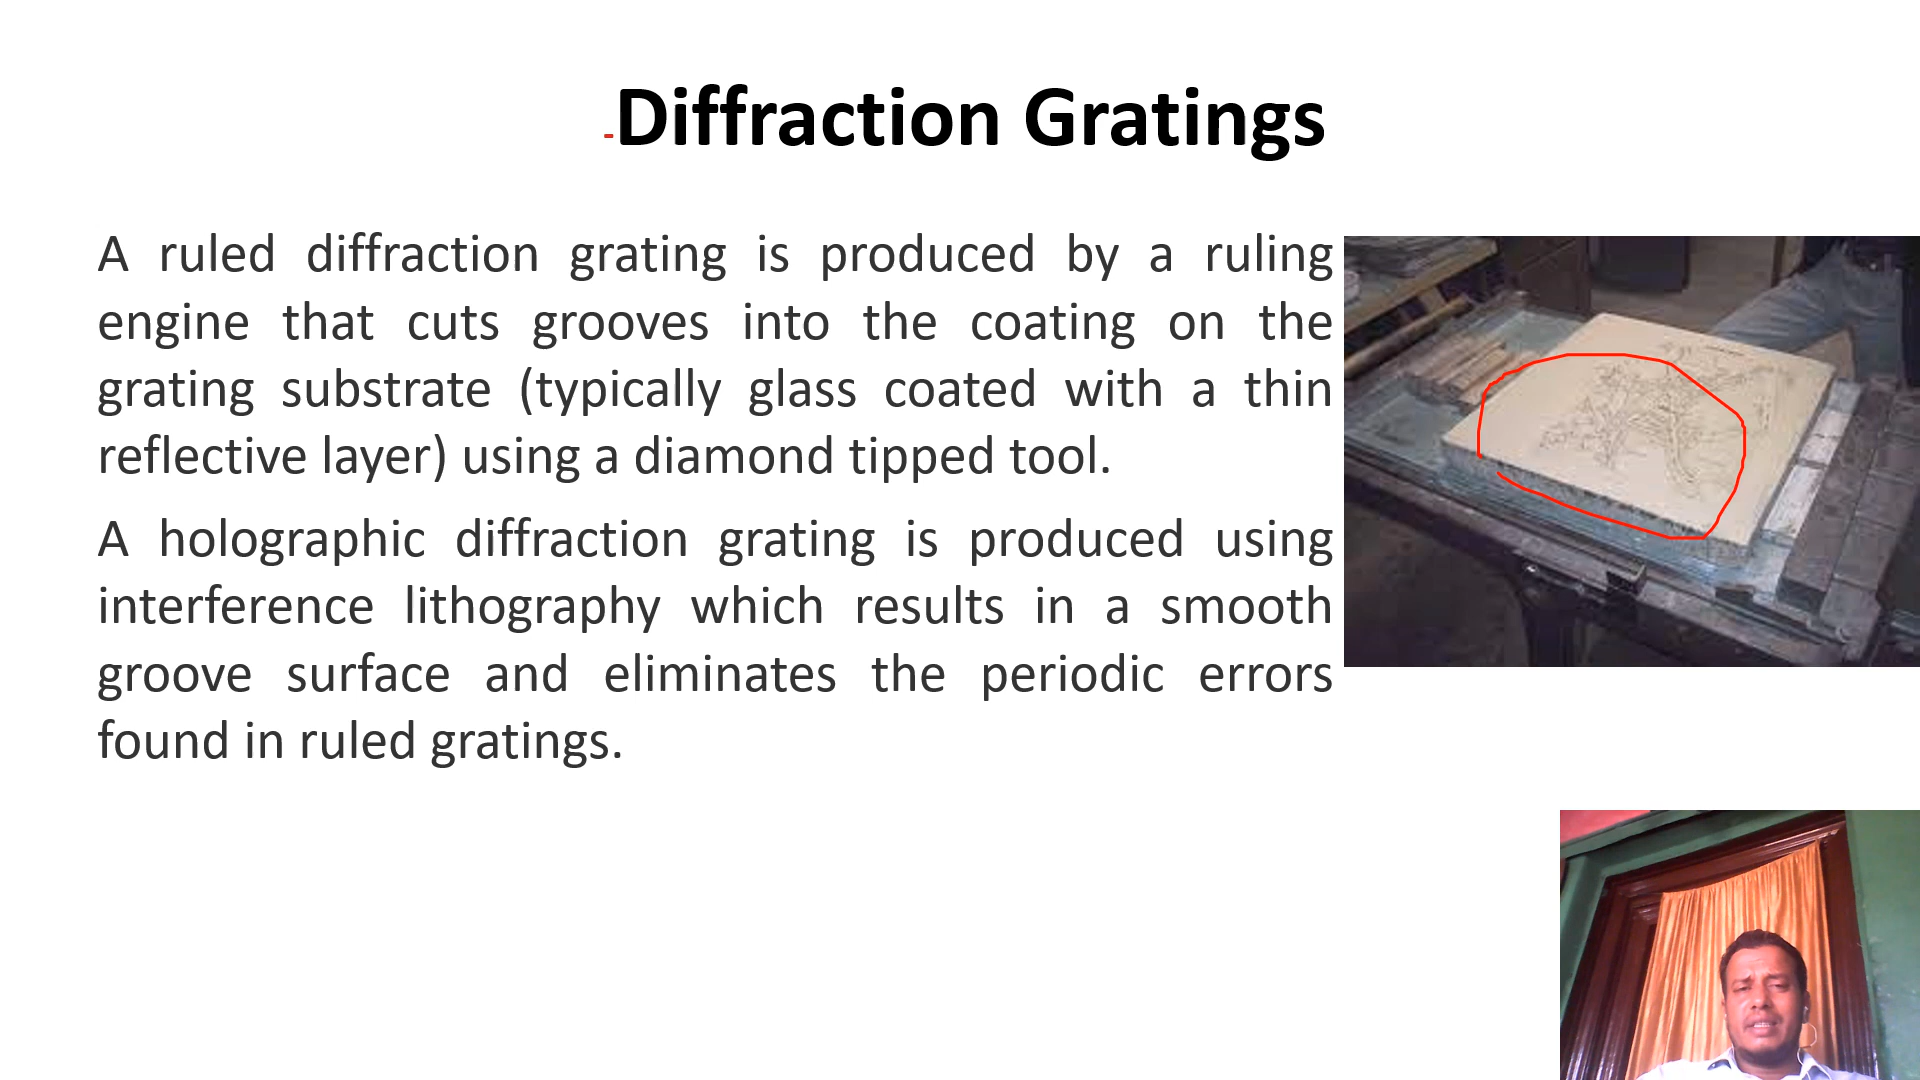 -Diffraction Gratings
A ruled diffraction grating is produced by a ruling
engine that cuts grooves into the coating on the
grating substrate (typically glass coated with a thin
reflective layer) using a diamond tipped tool.
A holographic diffraction grating is produced using
interference lithography which results in a smooth
groove surface and eliminates the periodic errors
found in ruled gratings.